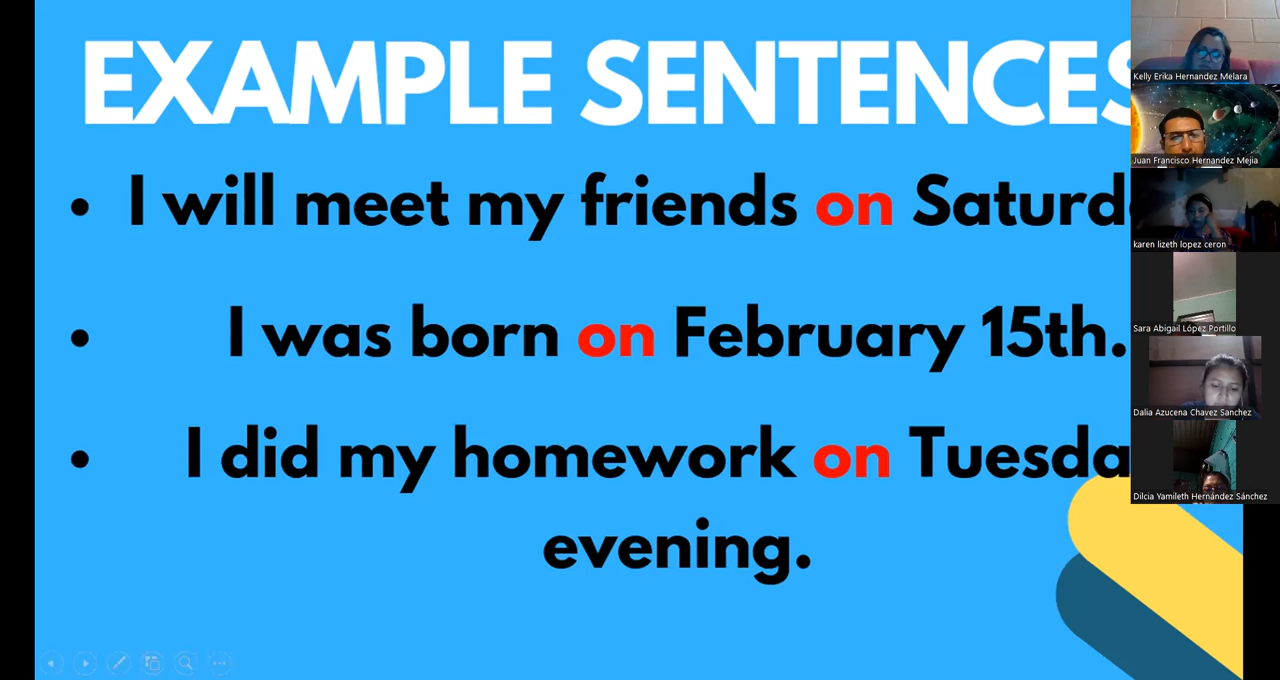 EXAMPLE SENTENCES
• I will meet my friends on Saturd
• I was born on February 15th.
• I did my homework on Tuesda
evening.
Kelly Erika Hernandez Melara
Juan Francisco Hernandez Mejia
karen lizeth lopez ceron
Sara Abigail López Portillo
Dalia Azucena Chavez Sanchez
Dilcia Yamileth Hernández Sánchez